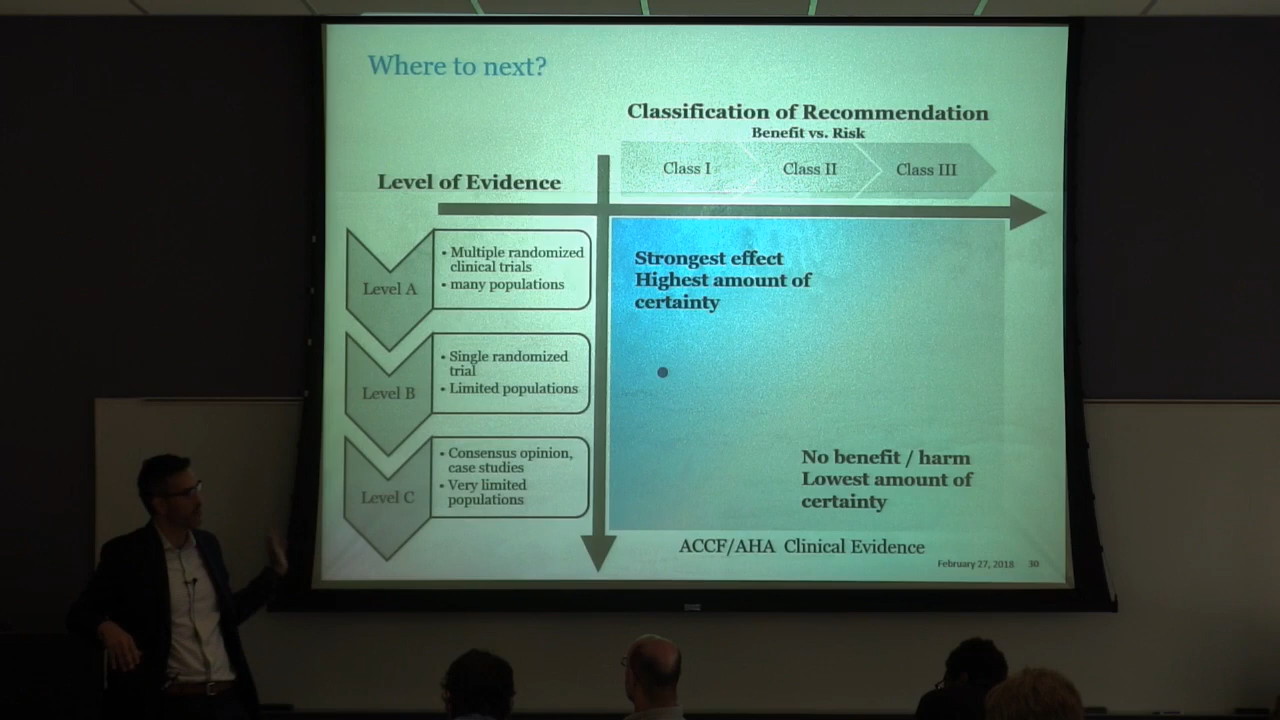 Where to next?
Classification of Recommendation
Benefit vs. Risk
Class I
Class II
Class III
Level of Evidence
Level A
• Multiple randomized
clinical trials
• many populations
Level B
• Single randomized
trial
• Limited populations
Level C
• Consensus opinion,
case studies
• Very limited
populations
Strongest effect
Highest amount of
certainty
No benefit / harm
Lowest amount of
certainty
ACCF/AHA Clinical Evidence
February 27, 2018 30